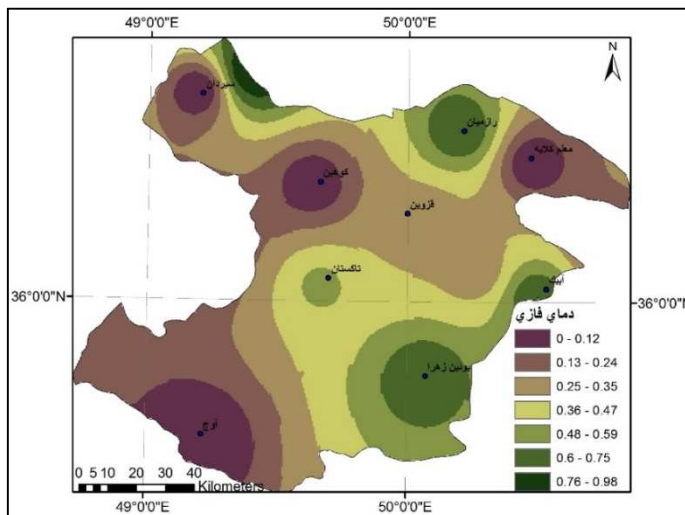 49°0'0"E 50°0'0"E
N
سیردان
رازمیان
معلم کلایه
کوهین
قزوین
تاکستان
آبیک
36°0'0"N 36°0'0"N
دمای فازي
0 - 0.12
0.13 - 0.24
بوئین زهرا
0.25 - 0.35
0.36 - 0.47
آوج
0.48 - 0.59
0.6 - 0.75
0 5 10 20 30 40
0.76 - 0.98
Kilometers
49°0'0"E 50°0'0"E